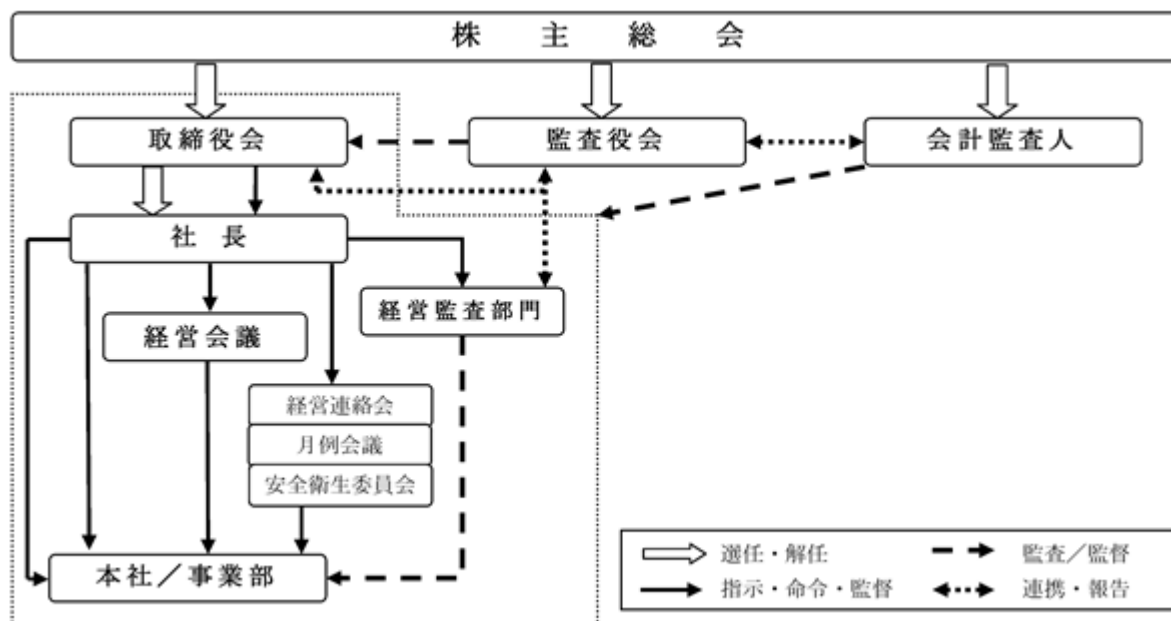 株主総会
取締役会
監査役会
会計監査人
社長
経営監査部門
経営会議
経営連絡会
月例会議
安全衛生委員会
本社／事業部
選任・解任
監査／監督
指示・命令・監督
連携・報告